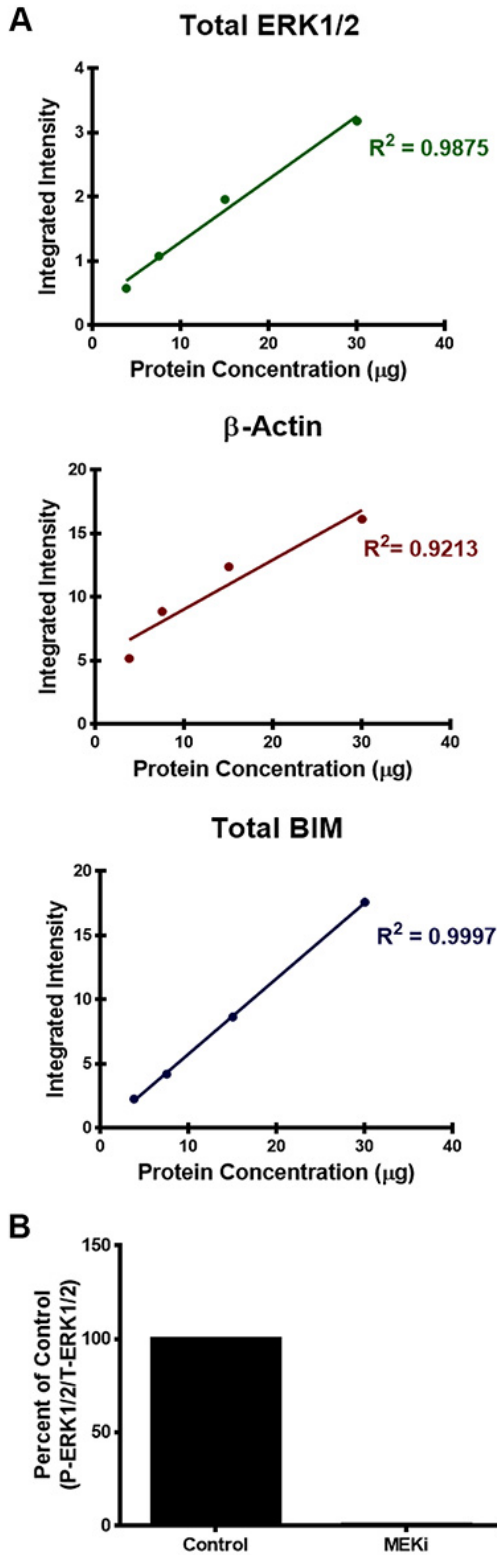 A
Total ERK1/2
4
3
2
1
0
Integrated Intensity
R² = 0.9875
0 10 20 30 40
Protein Concentration (μg)
β-Actin
20
15
10
5
0
Integrated Intensity
R²= 0.9213
0 10 20 30 40
Protein Concentration (μg)
Total BIM
20
15
10
5
0
Integrated Intensity
R² = 0.9997
0 10 20 30 40
Protein Concentration (μg)
B
150
100
50
0
Percent of Control
(P-ERK1/2/T-ERK1/2)
Control MEKi